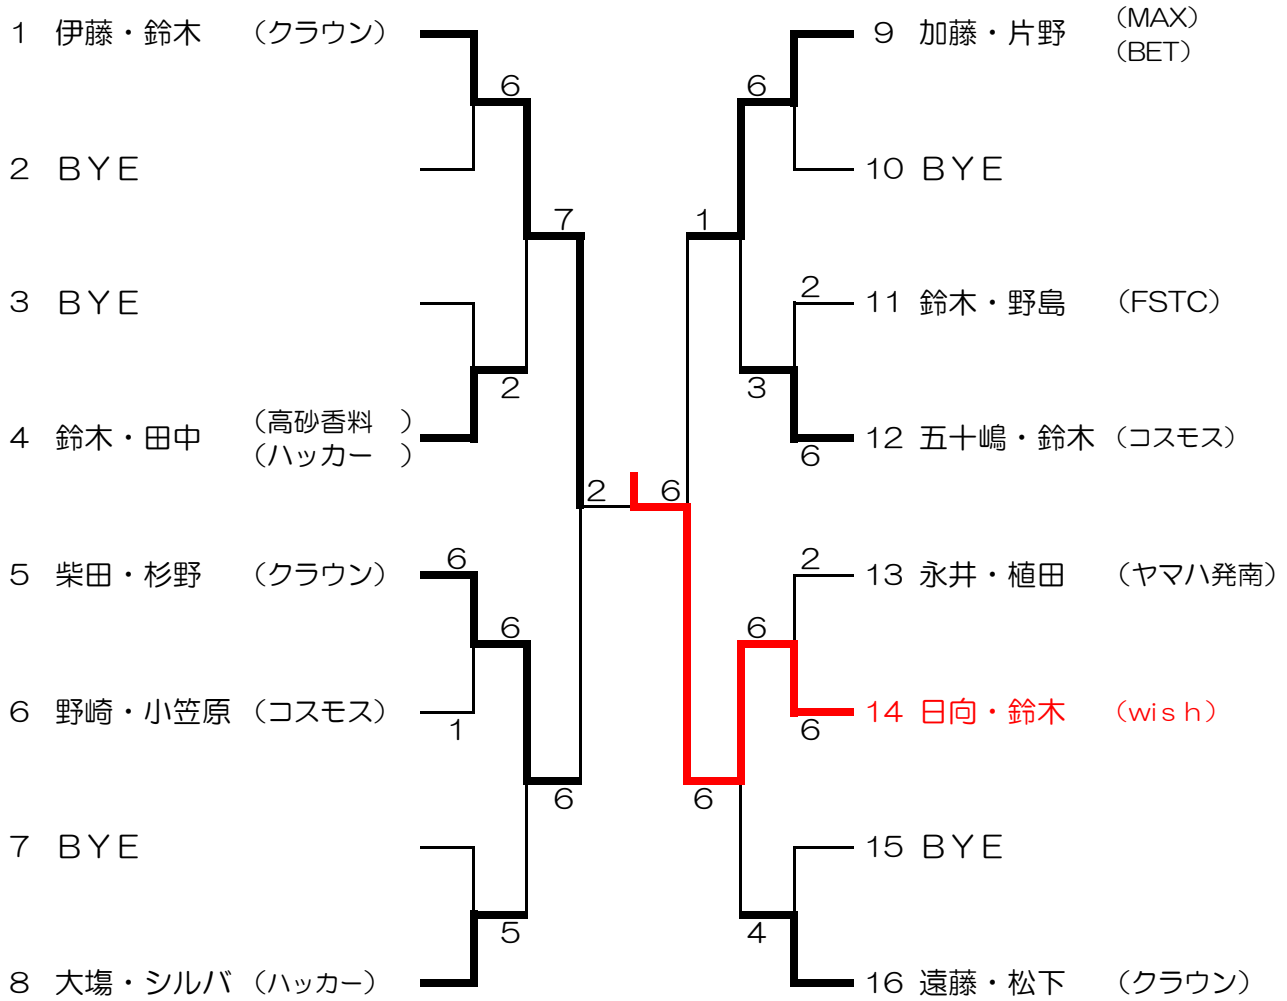 1 伊藤・鈴木 （クラウン）
6
2 ＢＹＥ
7
3 ＢＹＥ
2
4 鈴木・田中 （高砂香料　）
（ハッカー　）
2
5 柴田・杉野 （クラウン）
6
6
6 野崎・小笠原 （コスモス）
1
6
7 ＢＹＥ
5
8 大塲・シルバ （ハッカー）
9 加藤・片野 （MAX）
（BET）
6
10 ＢＹＥ
1
11 鈴木・野島 （FSTC）
2
3
12 五十嶋・鈴木 （コスモス）
6
6
13 永井・植田 （ヤマハ発南）
2
6
14 日向・鈴木 （ｗｉｓｈ）
6
6
15 ＢＹＥ
4
16 遠藤・松下 （クラウン）